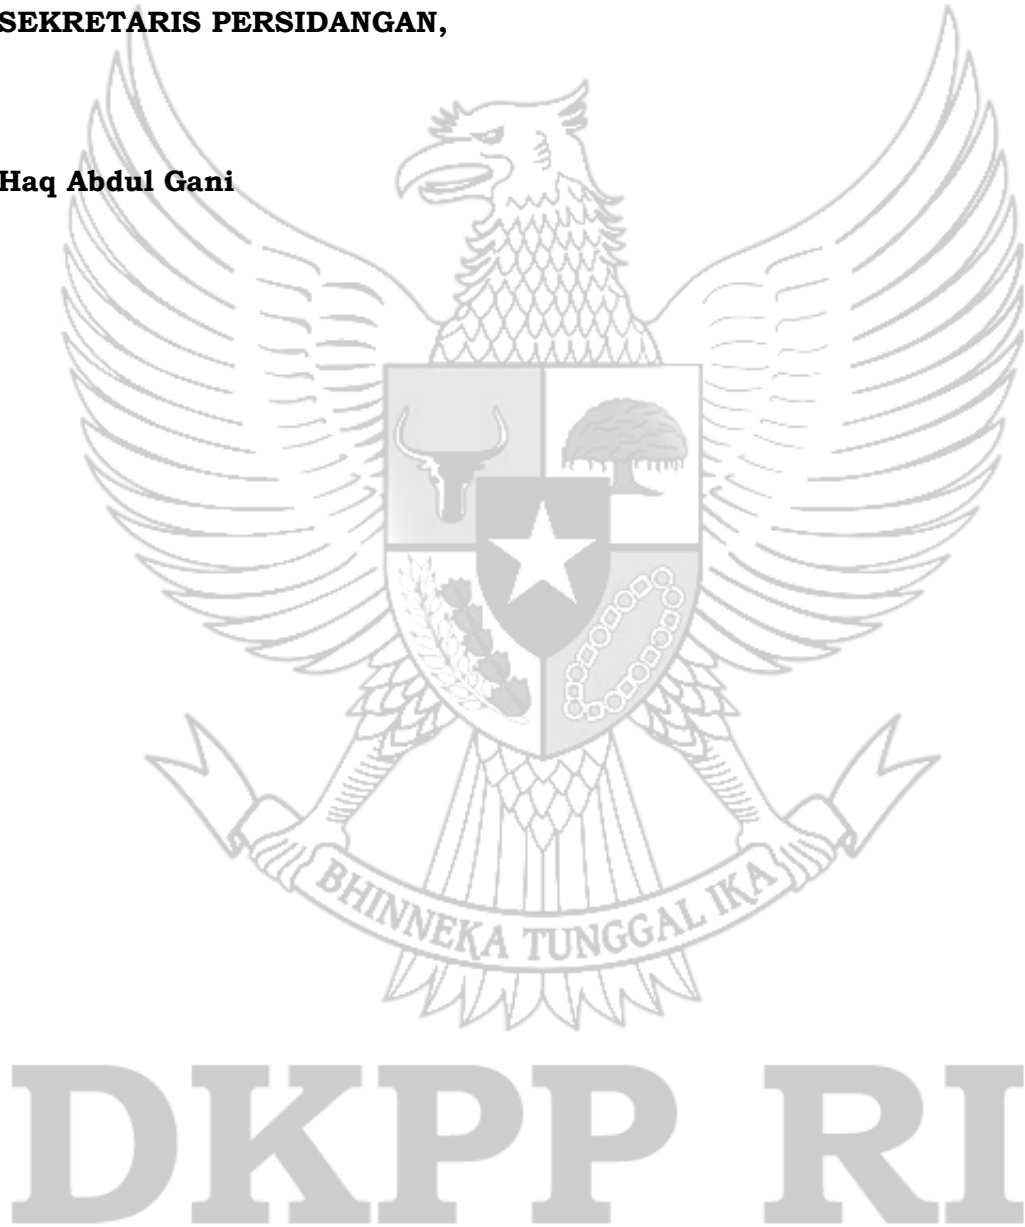 SEKRETARIS PERSIDANGAN,
Haq Abdul Gani
BHINNEKA TUNGGAL IKA
DKPP RI